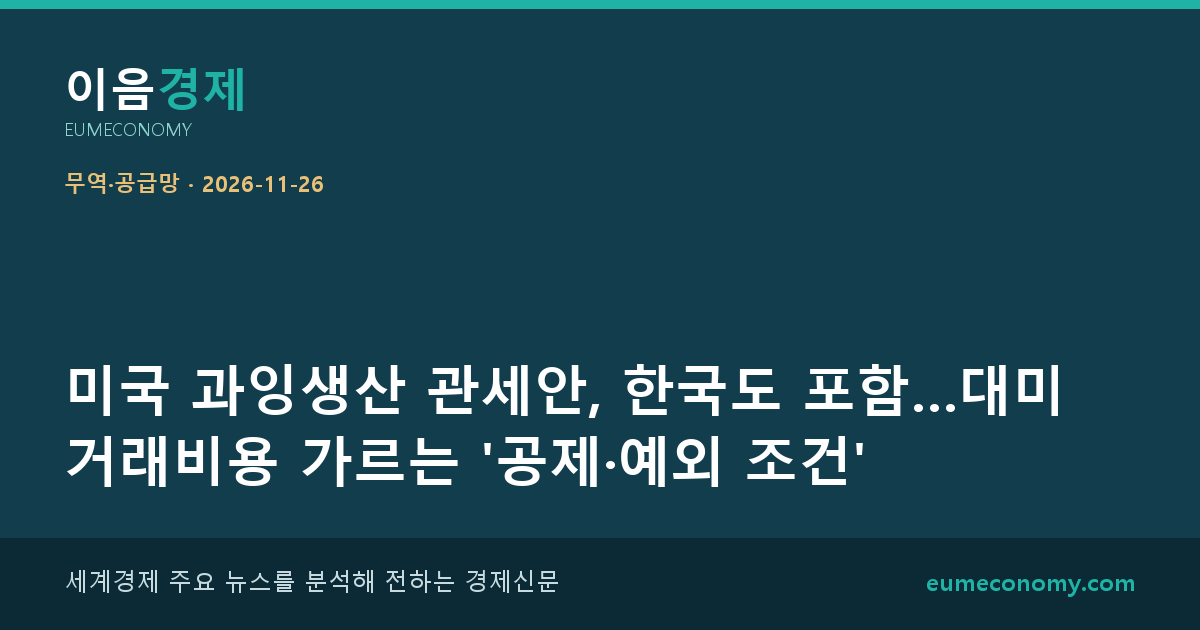 이음경제
EUMECONOMY
무역·공급망 · 2026-11-26
미국 과잉생산 관세안, 한국도 포함…대미
거래비용 가르는 '공제·예외 조건'
세계경제 주요 뉴스를 분석해 전하는 경제신문
eumeconomy.com